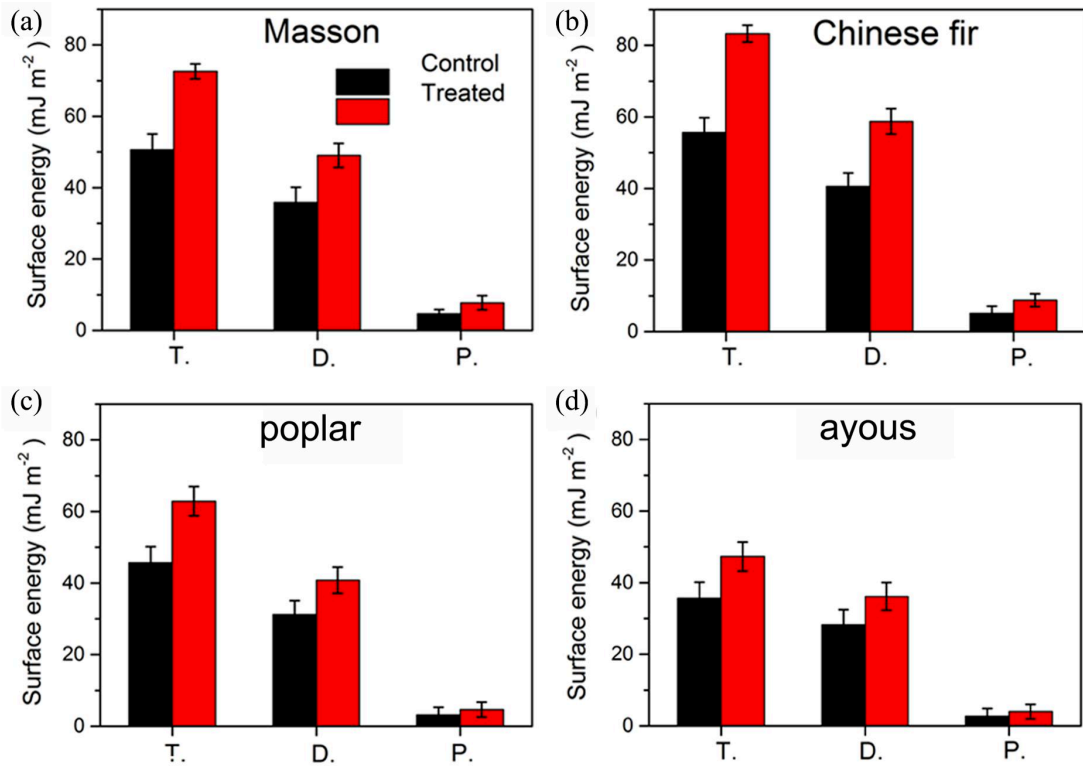 (a)
Masson
Control
Treated
Surface energy (mJ m-2)
80
60
40
20
0
T.
D.
P.
(b)
Chinese fir
Surface energy (mJ m-2)
80
60
40
20
0
T.
D.
P.
(c)
poplar
Surface energy (mJ m-2)
80
60
40
20
0
T.
D.
P.
(d)
ayous
Surface energy (mJ m-2)
80
60
40
20
0
T.
D.
P.